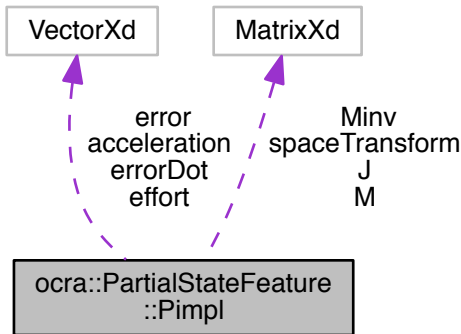 VectorXd
MatrixXd
error
acceleration
errorDot
effort
Minv
spaceTransform
J
M
ocra::PartialStateFeature
::Pimpl